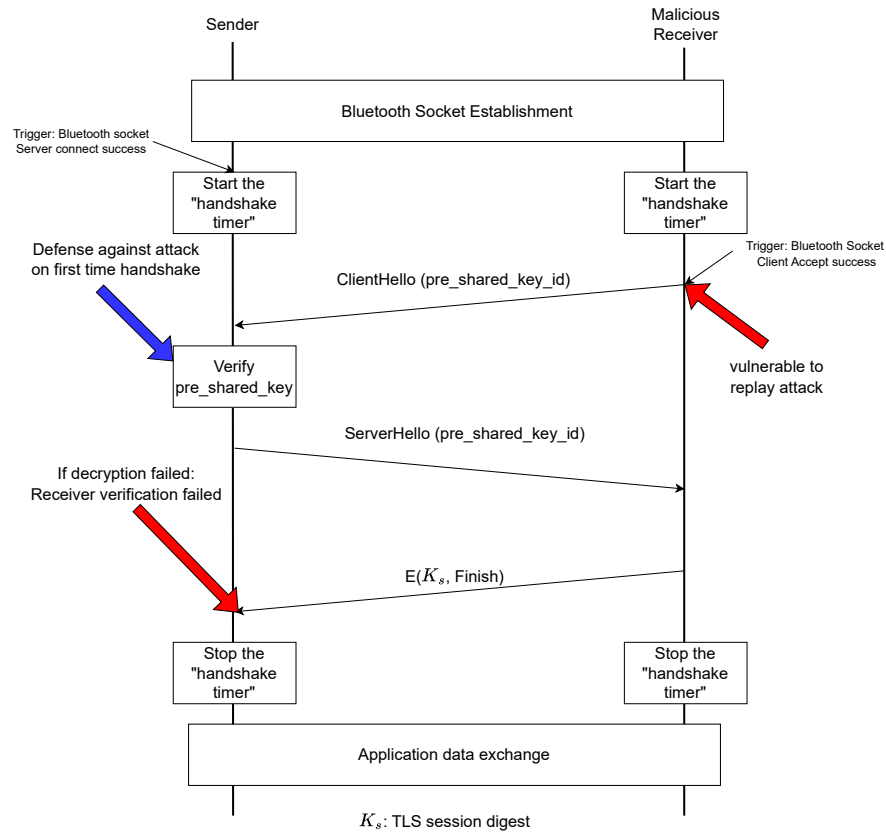 Sender
Malicious
Receiver
Bluetooth Socket Establishment
Trigger: Bluetooth socket
Server connect success
Start the
"handshake
timer"
Start the
"handshake
timer"
Defense against attack
on first time handshake
Trigger: Bluetooth Socket
Client Accept success
ClientHello (pre_shared_key_id)
Verify
pre_shared_key
vulnerable to
replay attack
ServerHello (pre_shared_key_id)
If decryption failed:
Receiver verification failed
E(K_s, Finish)
Stop the
"handshake
timer"
Stop the
"handshake
timer"
Application data exchange
K_s: TLS session digest